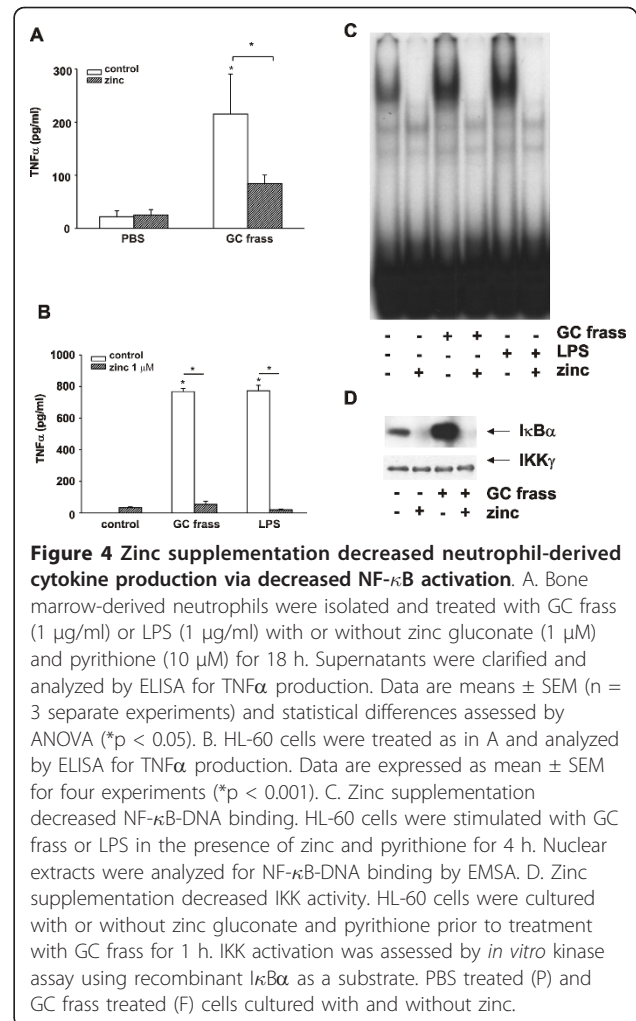 A
control
zinc
*
*
300
200
100
0
TNFα (pg/ml)
PBS
GC frass
B
control
zinc 1 μM
*
*
*
*
1000
800
600
400
200
0
TNFα (pg/ml)
control
GC frass
LPS
C
- - + + - - GC frass
- - - - + + LPS
- + - + - + zinc
D
IκBα
IKKγ
- - + + GC frass
- + - + zinc
Figure 4 Zinc supplementation decreased neutrophil-derived
cytokine production via decreased NF-κB activation. A. Bone
marrow-derived neutrophils were isolated and treated with GC frass
(1 μg/ml) or LPS (1 μg/ml) with or without zinc gluconate (1 μM)
and pyrithione (10 μM) for 18 h. Supernatants were clarified and
analyzed by ELISA for TNFα production. Data are means ± SEM (n =
3 separate experiments) and statistical differences assessed by
ANOVA (*p < 0.05). B. HL-60 cells were treated as in A and analyzed
by ELISA for TNFα production. Data are expressed as mean ± SEM
for four experiments (*p < 0.001). C. Zinc supplementation
decreased NF-κB-DNA binding. HL-60 cells were stimulated with GC
frass or LPS in the presence of zinc and pyrithione for 4 h. Nuclear
extracts were analyzed for NF-κB-DNA binding by EMSA. D. Zinc
supplementation decreased IKK activity. HL-60 cells were cultured
with or without zinc gluconate and pyrithione prior to treatment
with GC frass for 1 h. IKK activation was assessed by in vitro kinase
assay using recombinant IκBα as a substrate. PBS treated (P) and
GC frass treated (F) cells cultured with and without zinc.